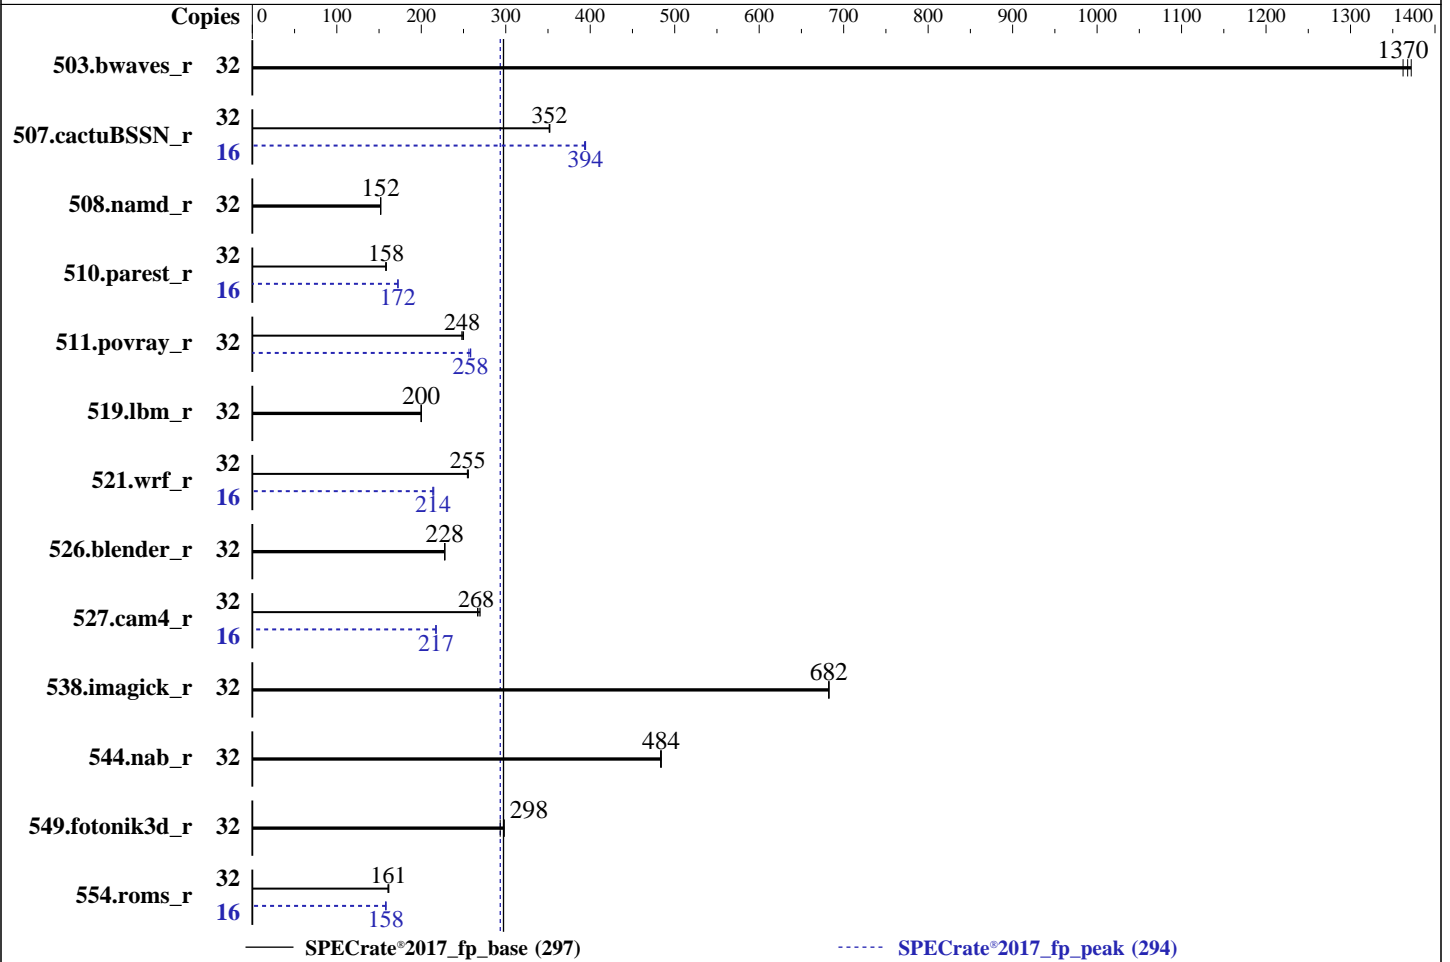 Copies 0 100 200 300 400 500 600 700 800 900 1000 1100 1200 1300 1400
503.bwaves_r 32 1370
507.cactuBSSN_r 32 352
16 394
508.namd_r 32 152
510.parest_r 32 158
16 172
511.povray_r 32 248
258
519.lbm_r 32 200
521.wrf_r 32 255
16 214
526.blender_r 32 228
527.cam4_r 32 268
16 217
538.imagick_r 32 682
544.nab_r 32 484
549.fotonik3d_r 32 298
554.roms_r 32 161
16 158
SPECrate®2017_fp_base (297) SPECrate®2017_fp_peak (294)